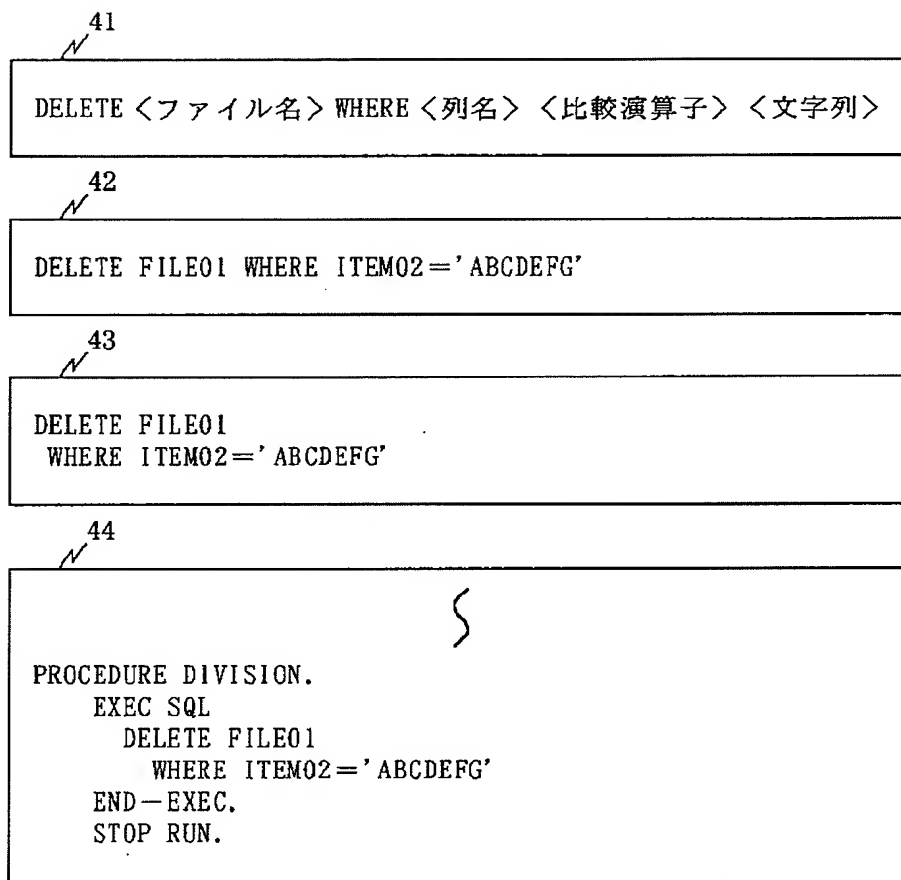 41
DELETE <ファイル名> WHERE <列名> <比較演算子> <文字列>
42
DELETE FILE01 WHERE ITEM02='ABCDEFG'
43
DELETE FILE01
WHERE ITEM02='ABCDEFG'
44
PROCEDURE DIVISION.
EXEC SQL
DELETE FILE01
WHERE ITEM02='ABCDEFG'
END-EXEC.
STOP RUN.